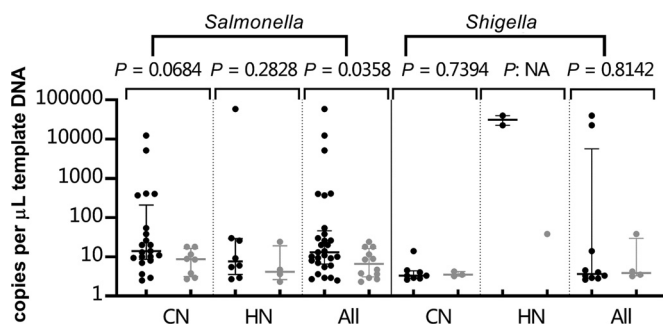 Salmonella Shigella
P = 0.0684 P = 0.2828 P = 0.0358 P = 0.7394 P: NA P = 0.8142
copies per μL template DNA
100000
10000
1000
100
10
1
CN HN All CN HN All